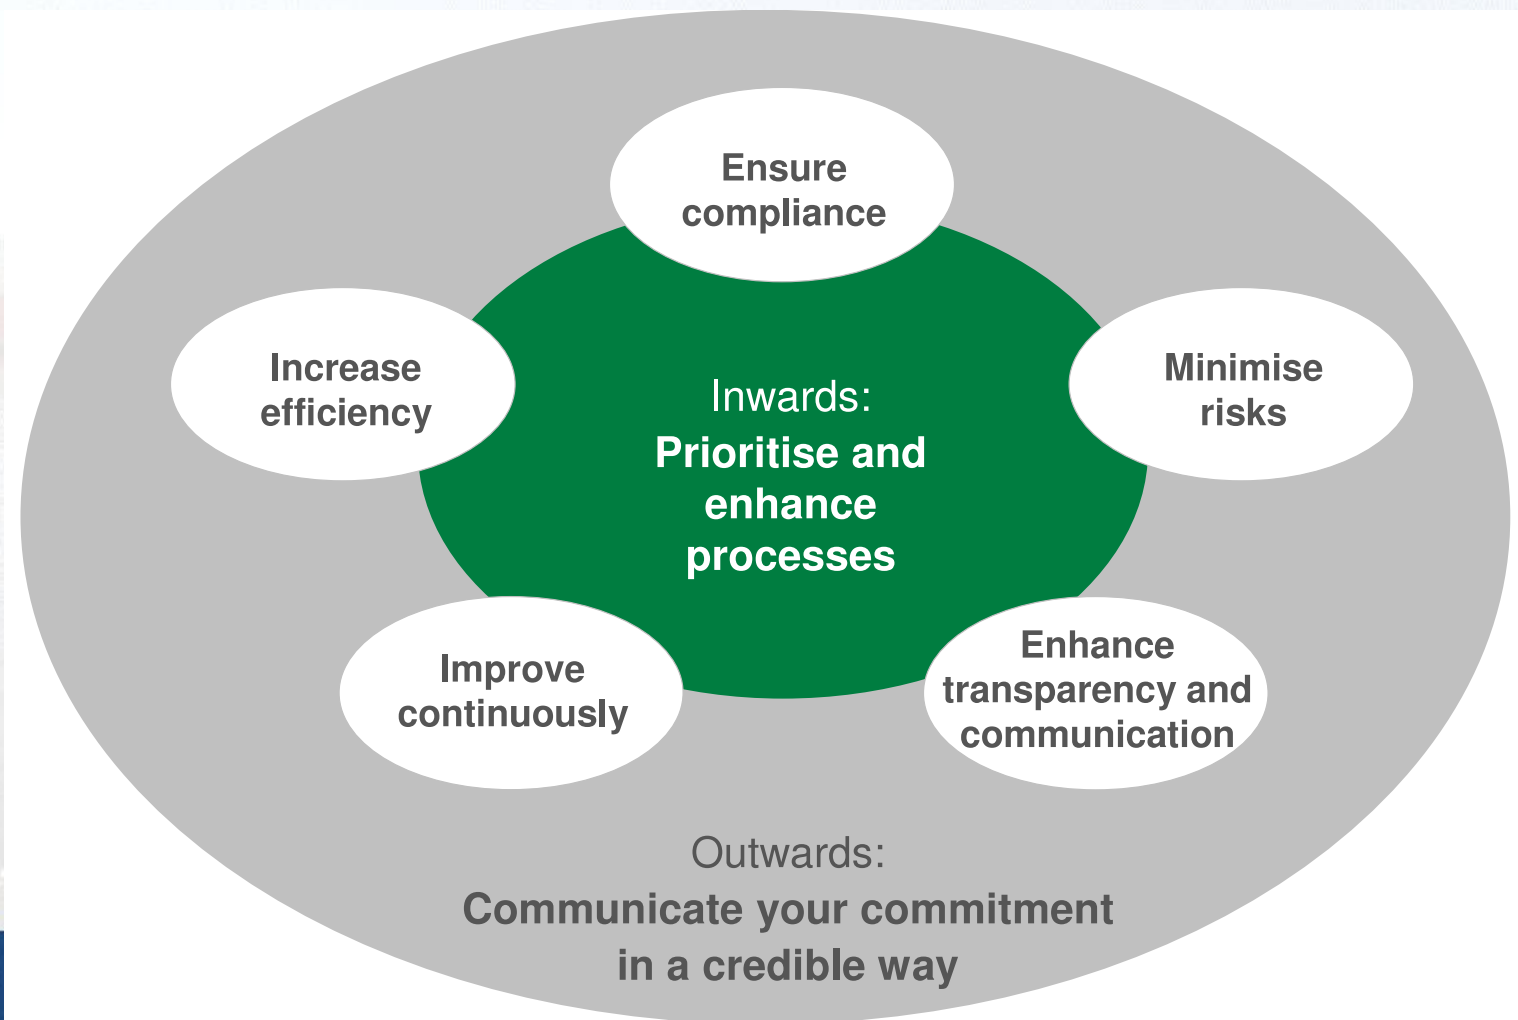 Ensure
compliance
Increase
efficiency
Minimise
risks
Inwards:
Prioritise and
enhance
processes
Improve
continuously
Enhance
transparency and
communication
Outwards:
Communicate your commitment
in a credible way